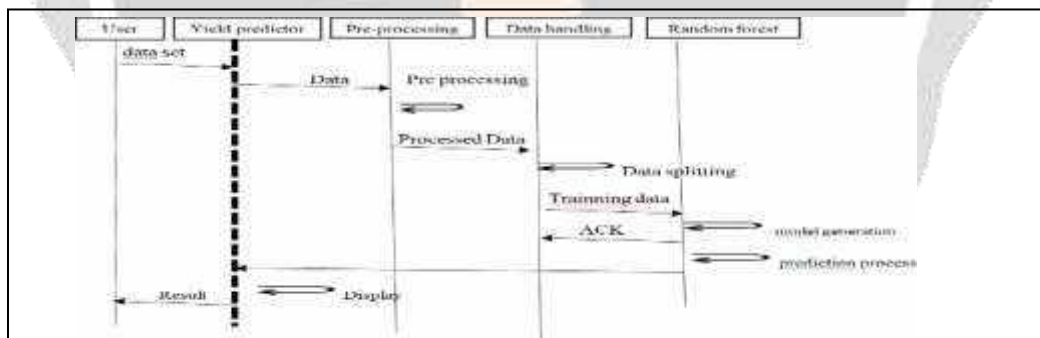 User
Yield predictor
Pre-processing
Data handling
Random forest
data set
Data
Pre processing
Processed Data
Data splitting
Trainning data
ACK
model generation
prediction process
Result
Display